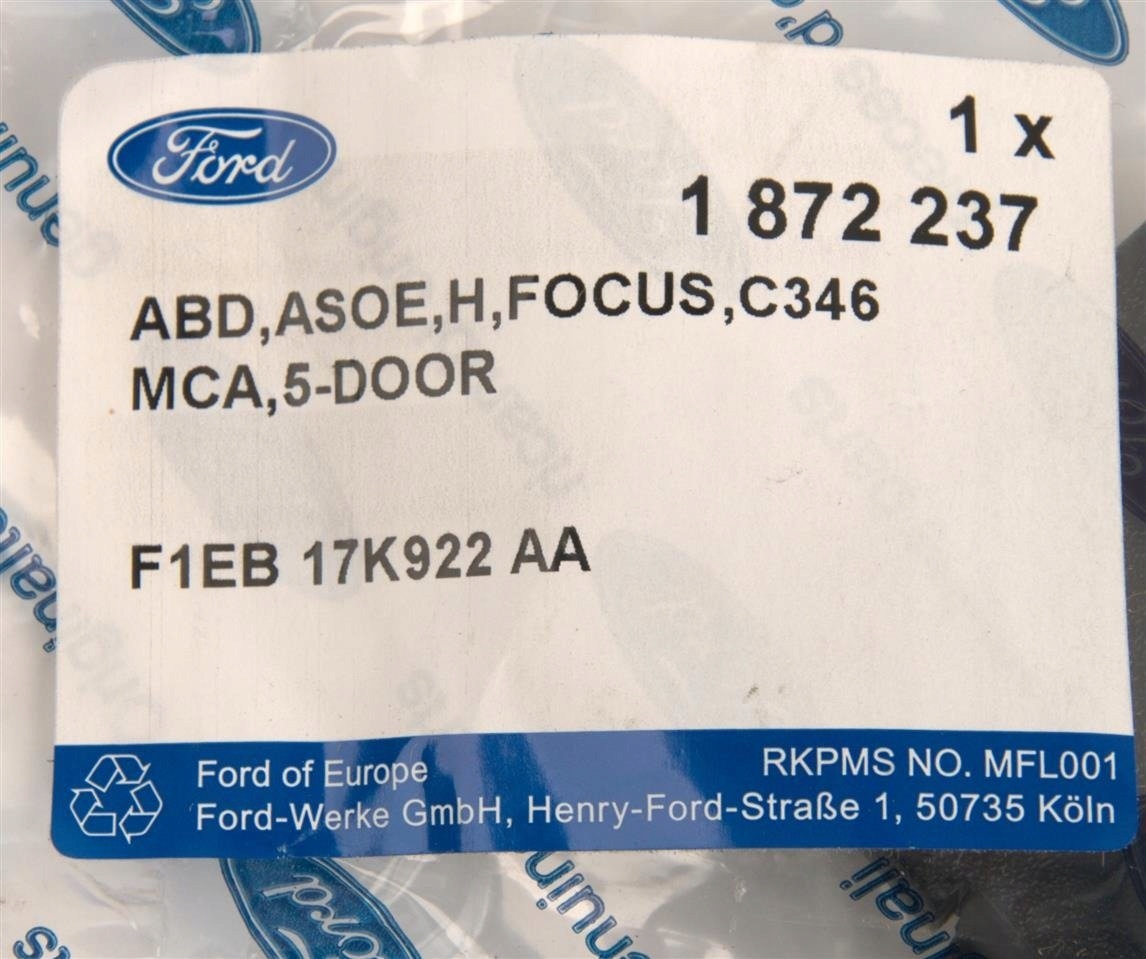 Ford
1 x
1 872 237
ABD,ASOE,H,FOCUS,C346
MCA,5-DOOR
F1EB 17K922 AA
Ford of Europe
RKPMS NO. MFL001
Ford-Werke GmbH, Henry-Ford-Straße 1, 50735 Köln